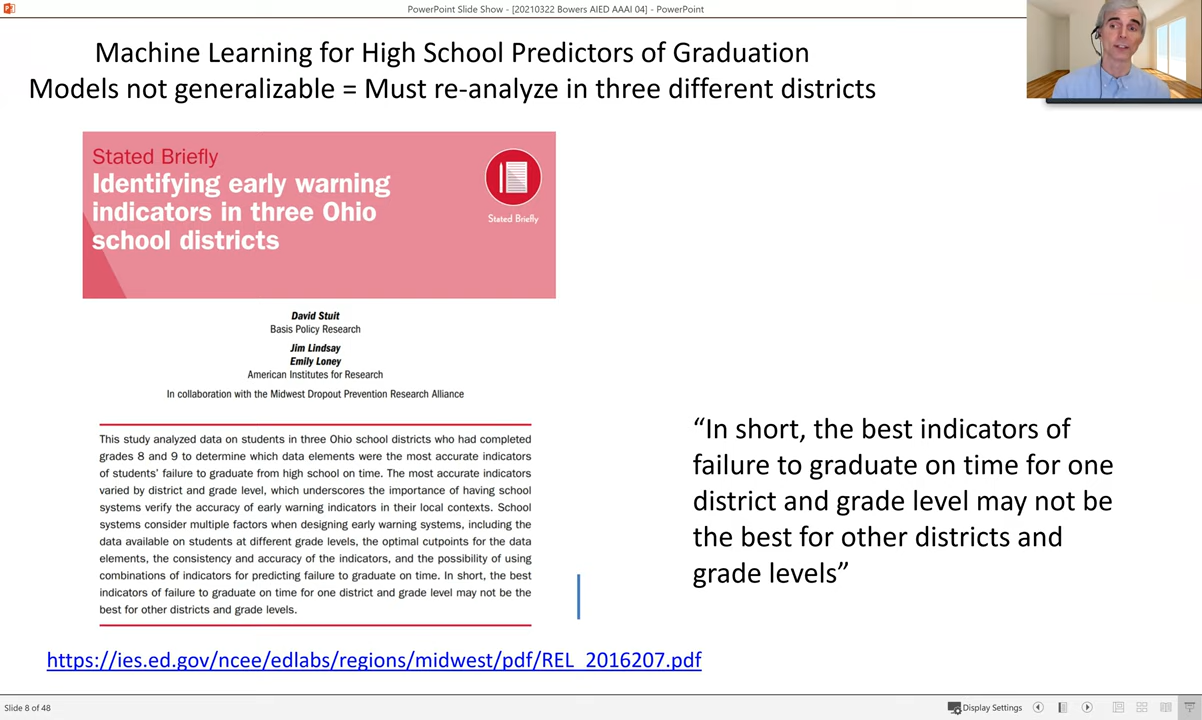 PowerPoint Slide Show - [20210322 Bowers AIED AAAI 04] - PowerPoint
Machine Learning for High School Predictors of Graduation
Models not generalizable = Must re-analyze in three different districts
Stated Briefly
Identifying early warning
indicators in three Ohio
school districts
Stated Briefly
David Stuit
Basis Policy Research
Jim Lindsay
Emily Loney
American Institutes for Research
In collaboration with the Midwest Dropout Prevention Research Alliance
This study analyzed data on students in three Ohio school districts who had completed
grades 8 and 9 to determine which data elements were the most accurate indicators
of students' failure to graduate from high school on time. The most accurate indicators
varied by district and grade level, which underscores the importance of having school
systems verify the accuracy of early warning indicators in their local contexts. School
systems consider multiple factors when designing early warning systems, including the
data available on students at different grade levels, the optimal cutpoints for the data
elements, the consistency and accuracy of the indicators, and the possibility of using
combinations of indicators for predicting failure to graduate on time. In short, the best
indicators of failure to graduate on time for one district and grade level may not be the
best for other districts and grade levels.
“In short, the best indicators of
failure to graduate on time for one
district and grade level may not be
the best for other districts and
grade levels”
https://ies.ed.gov/ncee/edlabs/regions/midwest/pdf/REL_2016207.pdf
Slide 8 of 48
Display Settings